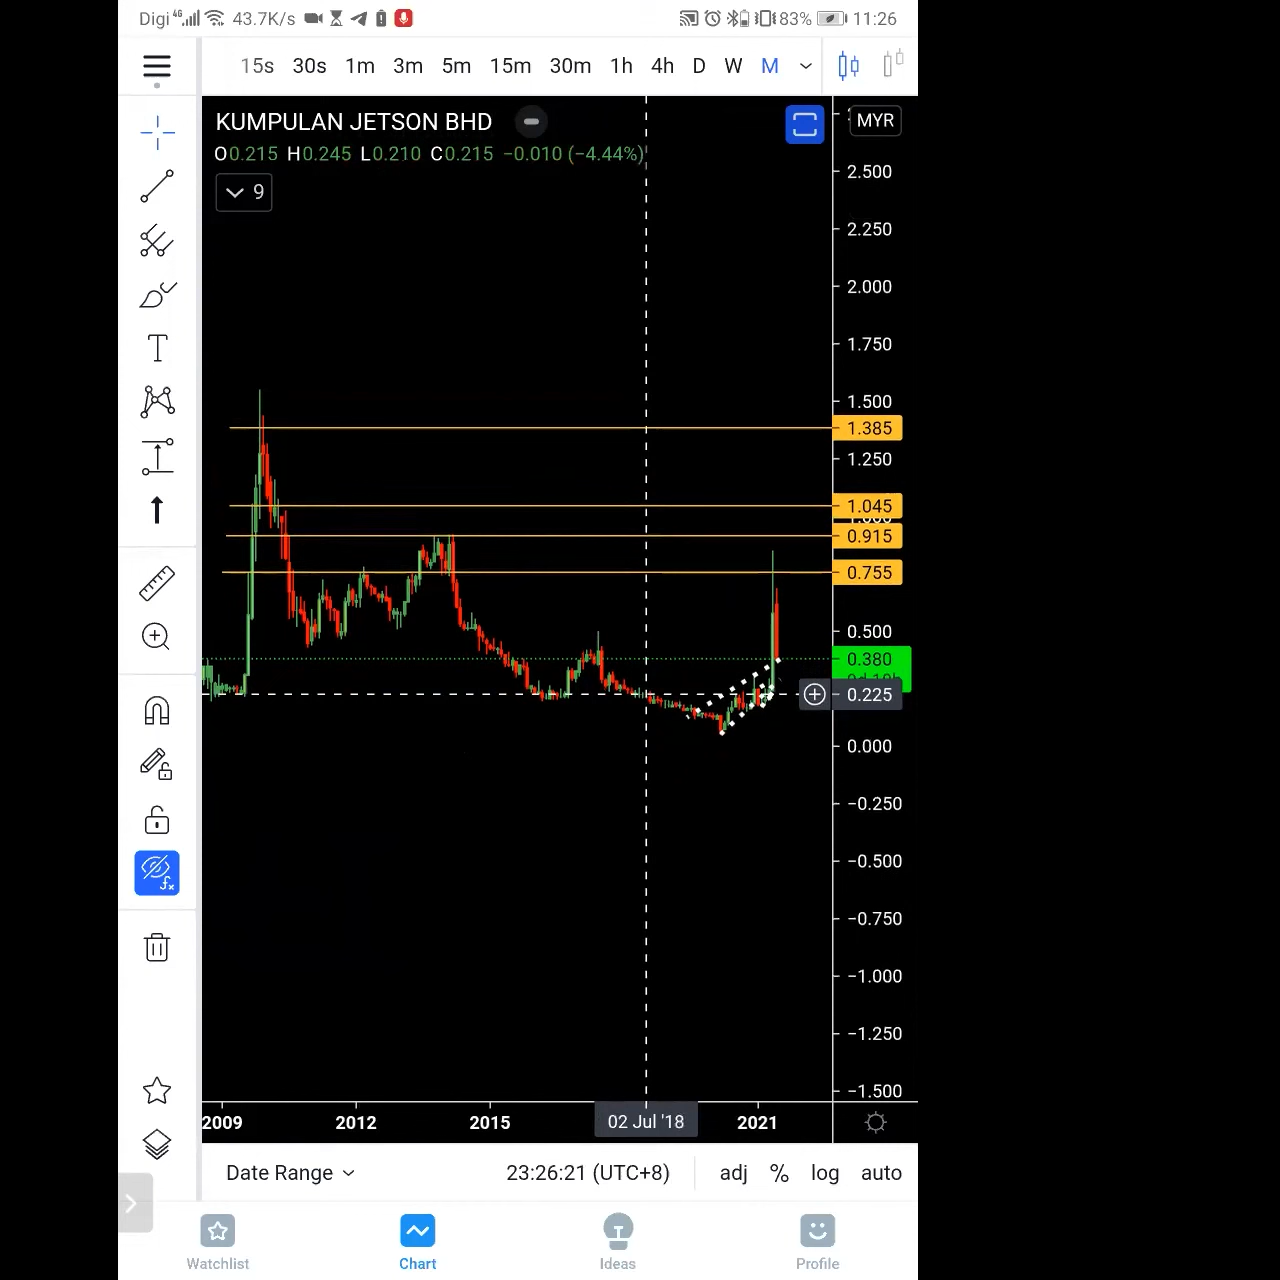 Digi 4G 43.7K/s 83% 11:26
15s 30s 1m 3m 5m 15m 30m 1h 4h D W M
KUMPULAN JETSON BHD
MYR
O0.215 H0.245 L0.210 C0.215 −0.010 (−4.44%)
9
2.500
2.250
2.000
1.750
1.500
1.385
1.250
1.045
0.915
0.755
0.500
0.380
0.225
0.000
−0.250
−0.500
−0.750
−1.000
−1.250
−1.500
2009 2012 2015 02 Jul '18 2021
Date Range 23:26:21 (UTC+8) adj % log auto
Watchlist Chart Ideas Profile